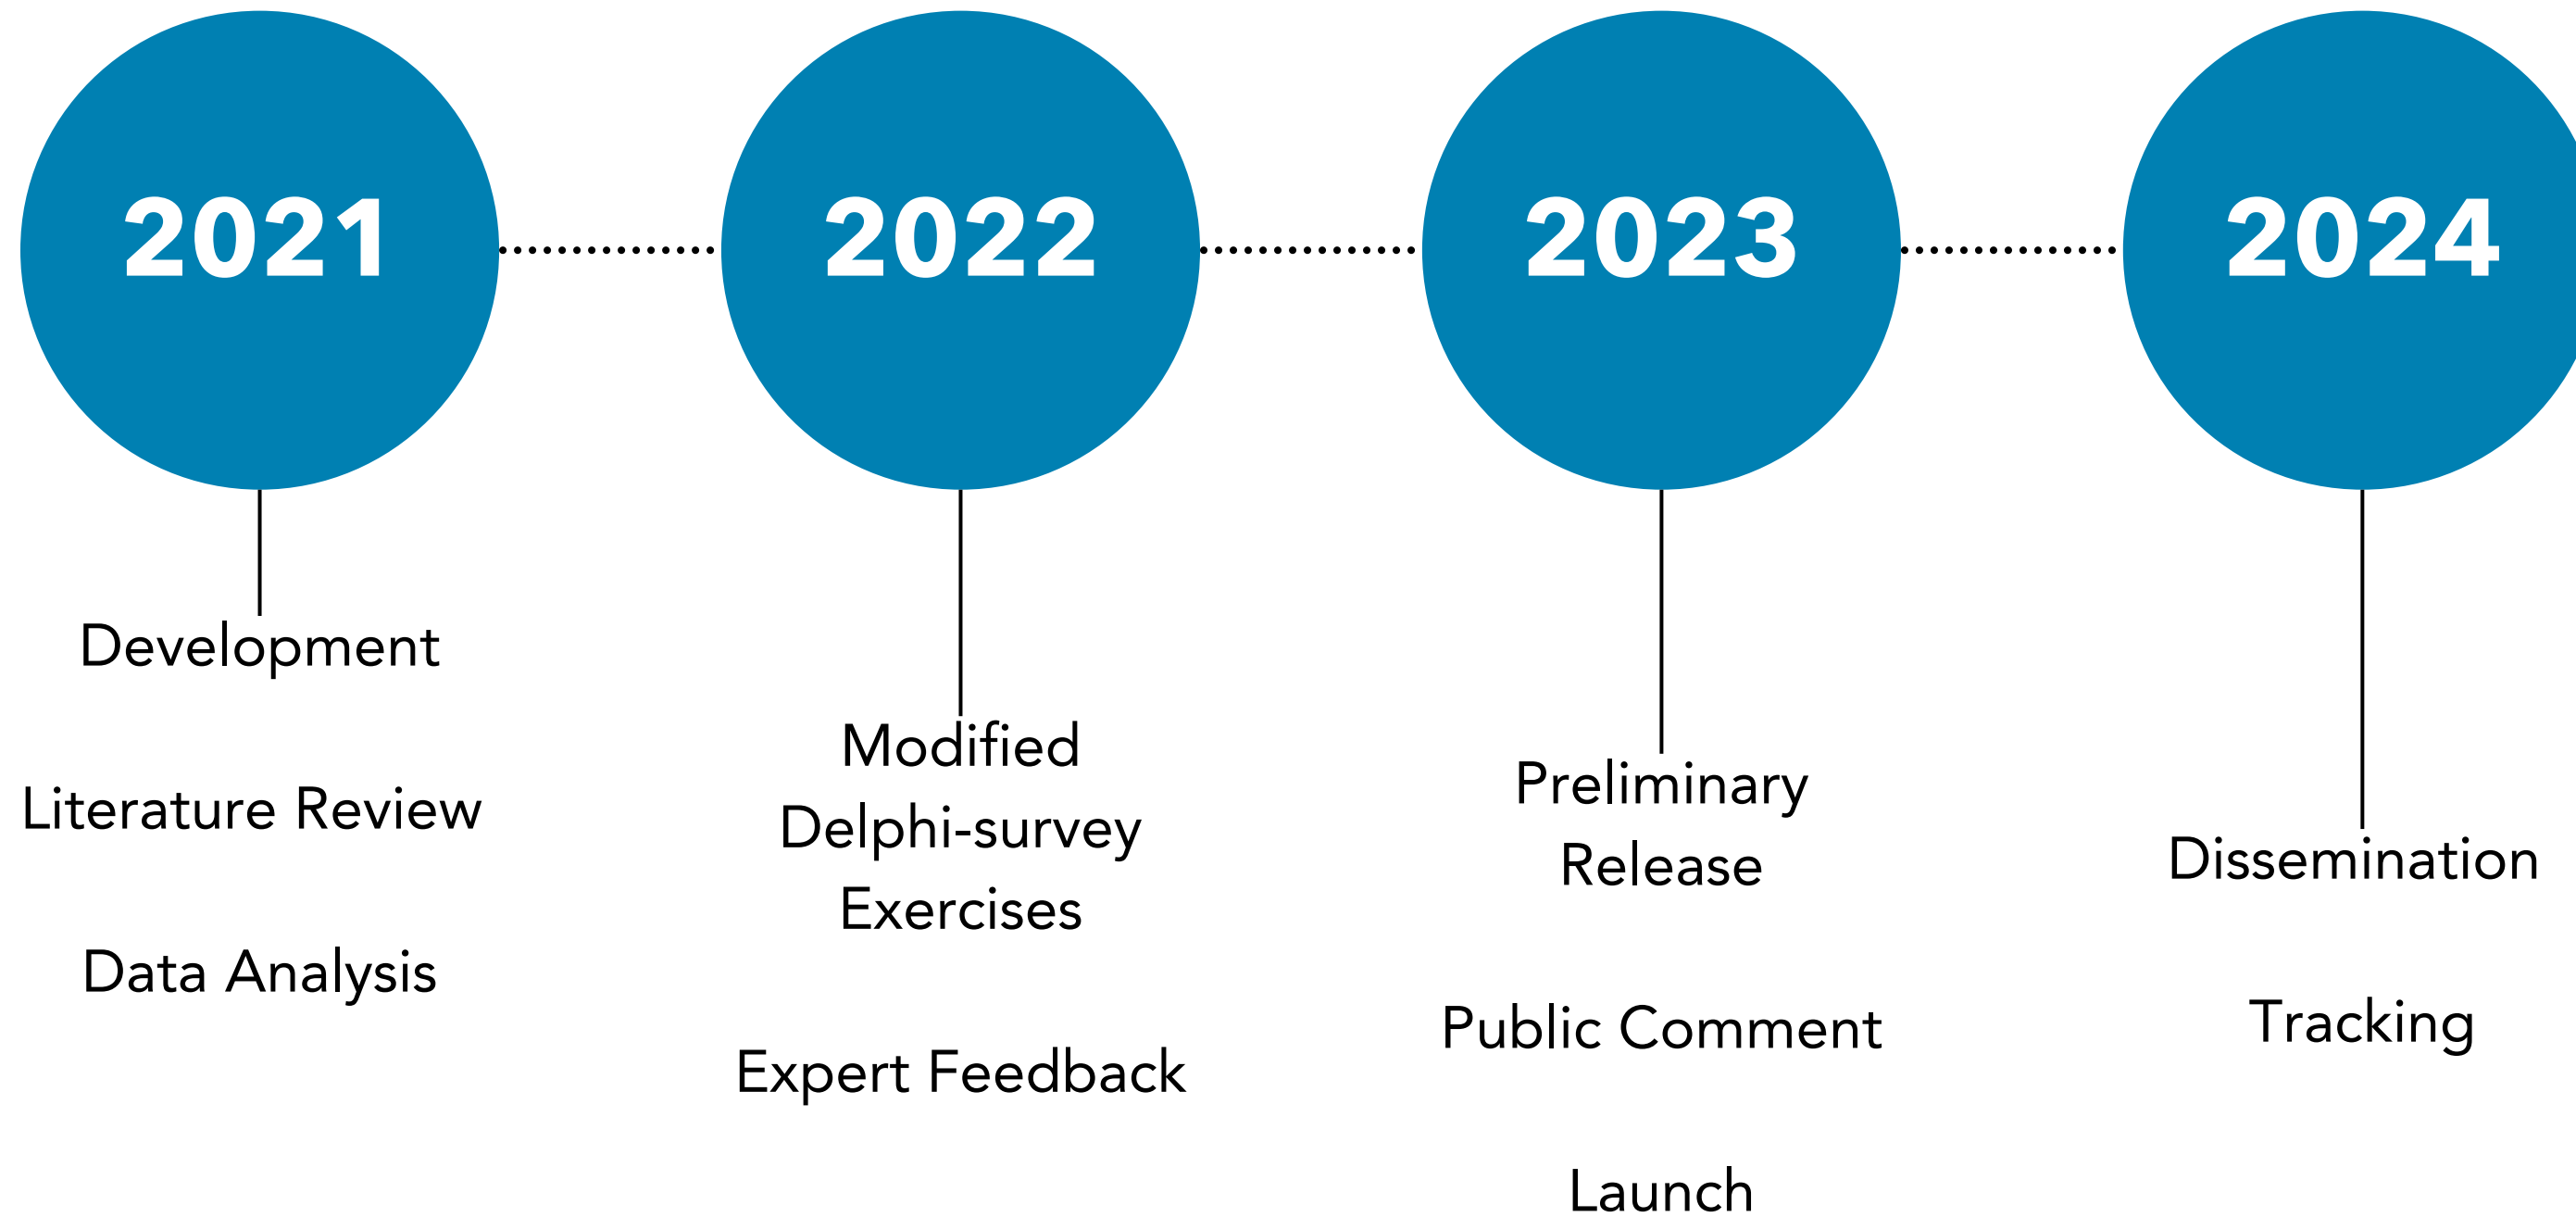 2021
Development
Literature Review
Data Analysis
2022
Modified
Delphi-survey
Exercises
Expert Feedback
2023
Preliminary
Release
Public Comment
Launch
2024
Dissemination
Tracking